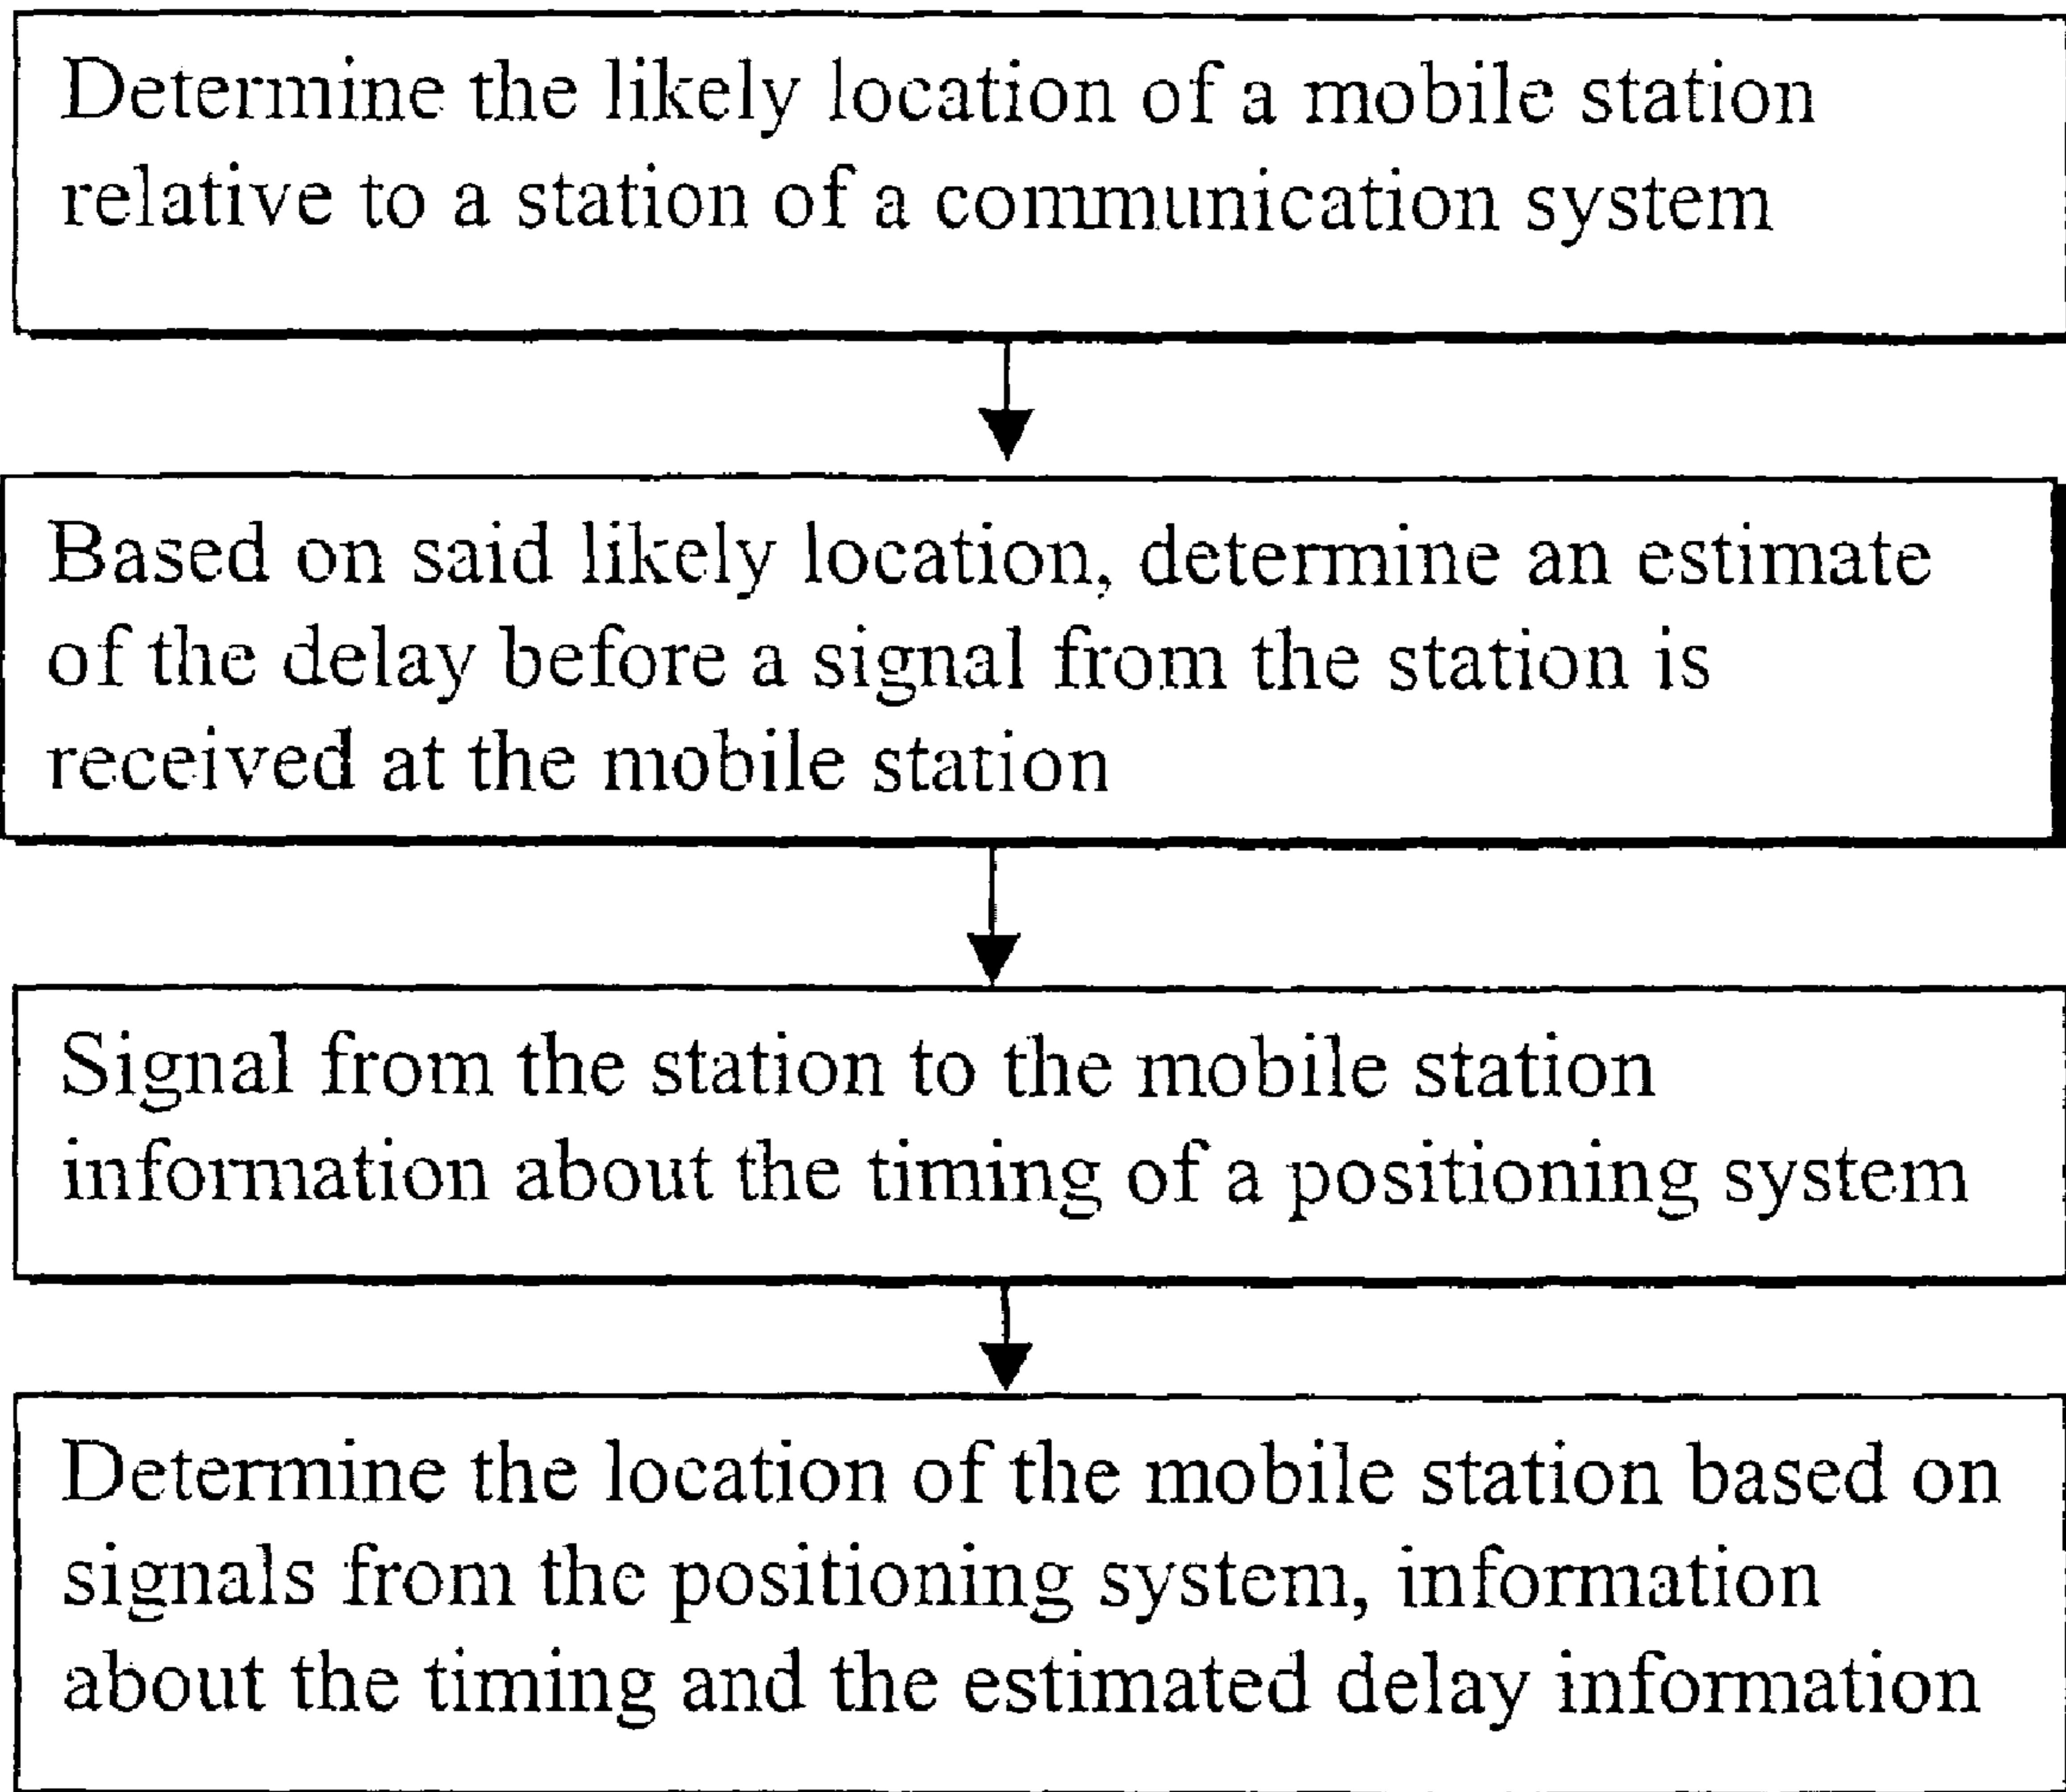 Determine the likely location of a mobile station
relative to a station of a communication system
Based on said likely location, determine an estimate
of the delay before a signal from the station is
received at the mobile station
Signal from the station to the mobile station
information about the timing of a positioning system
Determine the location of the mobile station based on
signals from the positioning system, information
about the timing and the estimated delay information